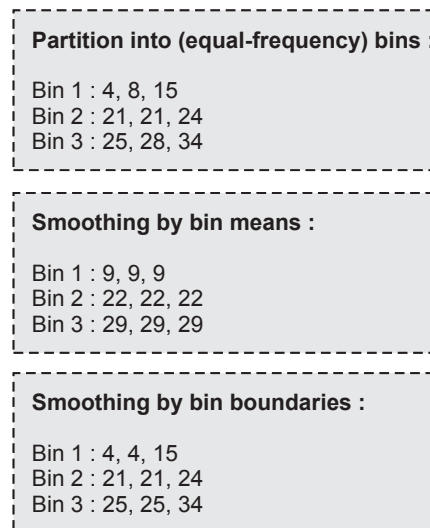 Partition into (equal-frequency) bins :
Bin 1 : 4, 8, 15
Bin 2 : 21, 21, 24
Bin 3 : 25, 28, 34
Smoothing by bin means :
Bin 1 : 9, 9, 9
Bin 2 : 22, 22, 22
Bin 3 : 29, 29, 29
Smoothing by bin boundaries :
Bin 1 : 4, 4, 15
Bin 2 : 21, 21, 24
Bin 3 : 25, 25, 34